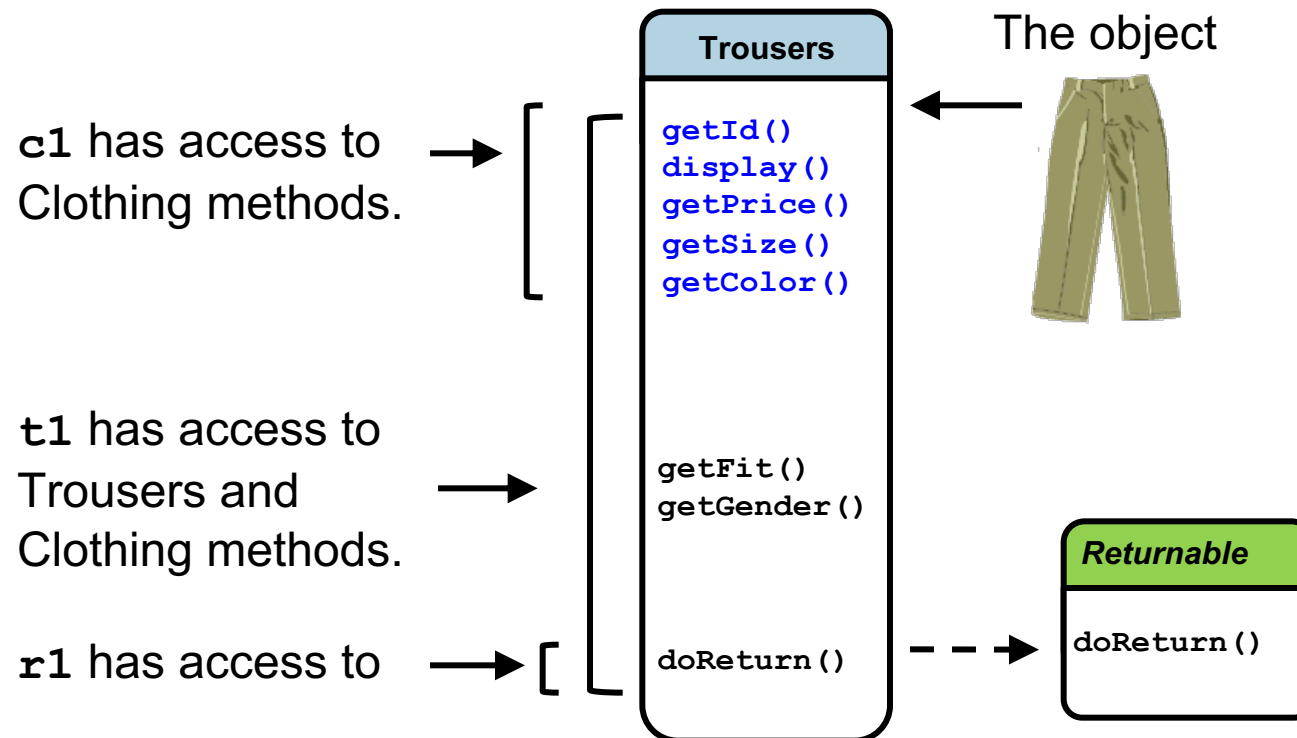 Trousers
The object
c1 has access to
Clothing methods.
getId()
display()
getPrice()
getSize()
getColor()
t1 has access to
Trousers and
Clothing methods.
getFit()
getGender()
Returnable
r1 has access to
doReturn()
doReturn()